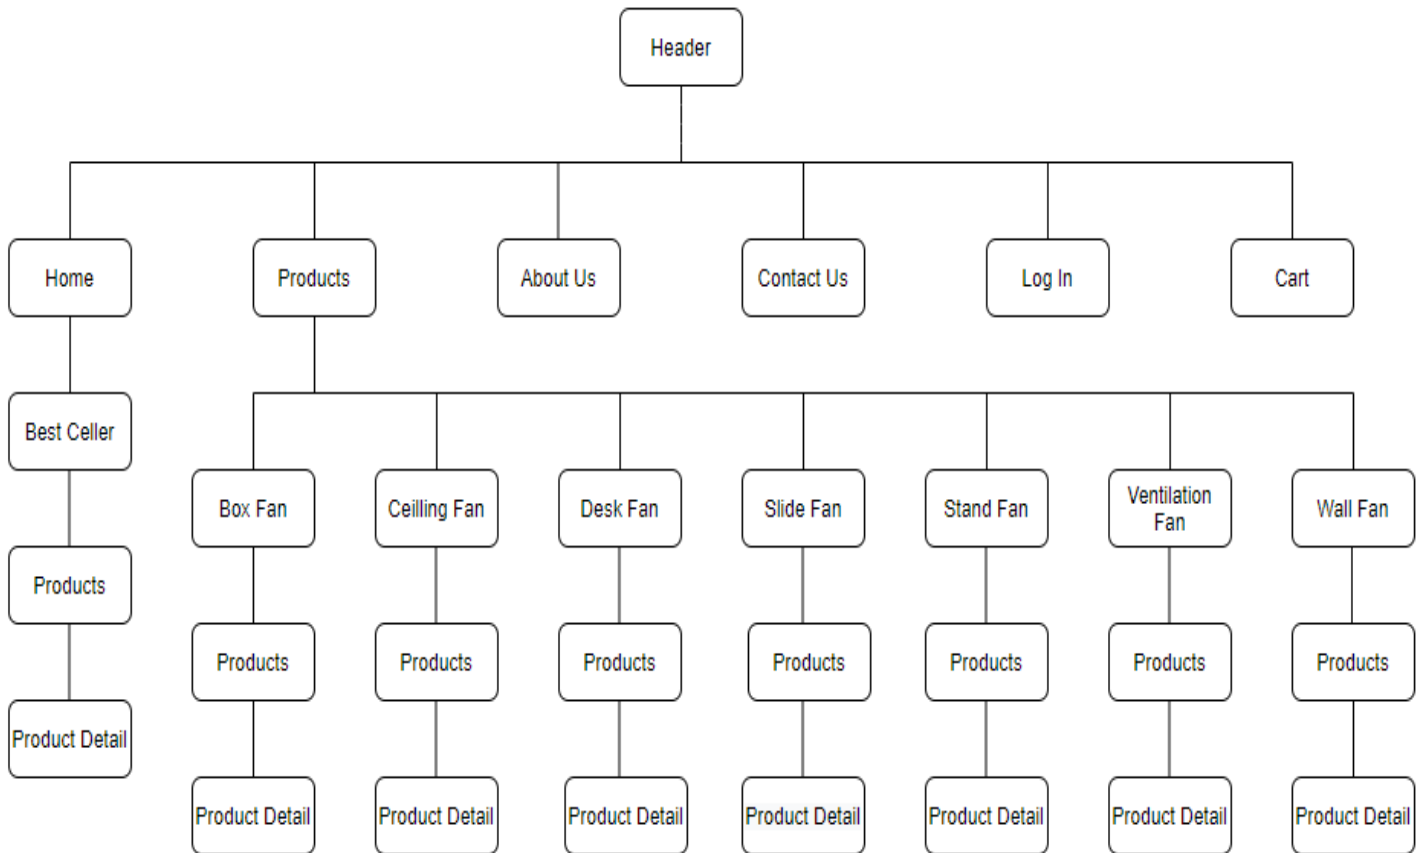 Header
Home
Products
About Us
Contact Us
Log In
Cart
Best Celler
Box Fan
Ceilling Fan
Desk Fan
Slide Fan
Stand Fan
Ventilation
Fan
Wall Fan
Products
Products
Products
Products
Products
Products
Products
Products
Product Detail
Product Detail
Product Detail
Product Detail
Product Detail
Product Detail
Product Detail
Product Detail